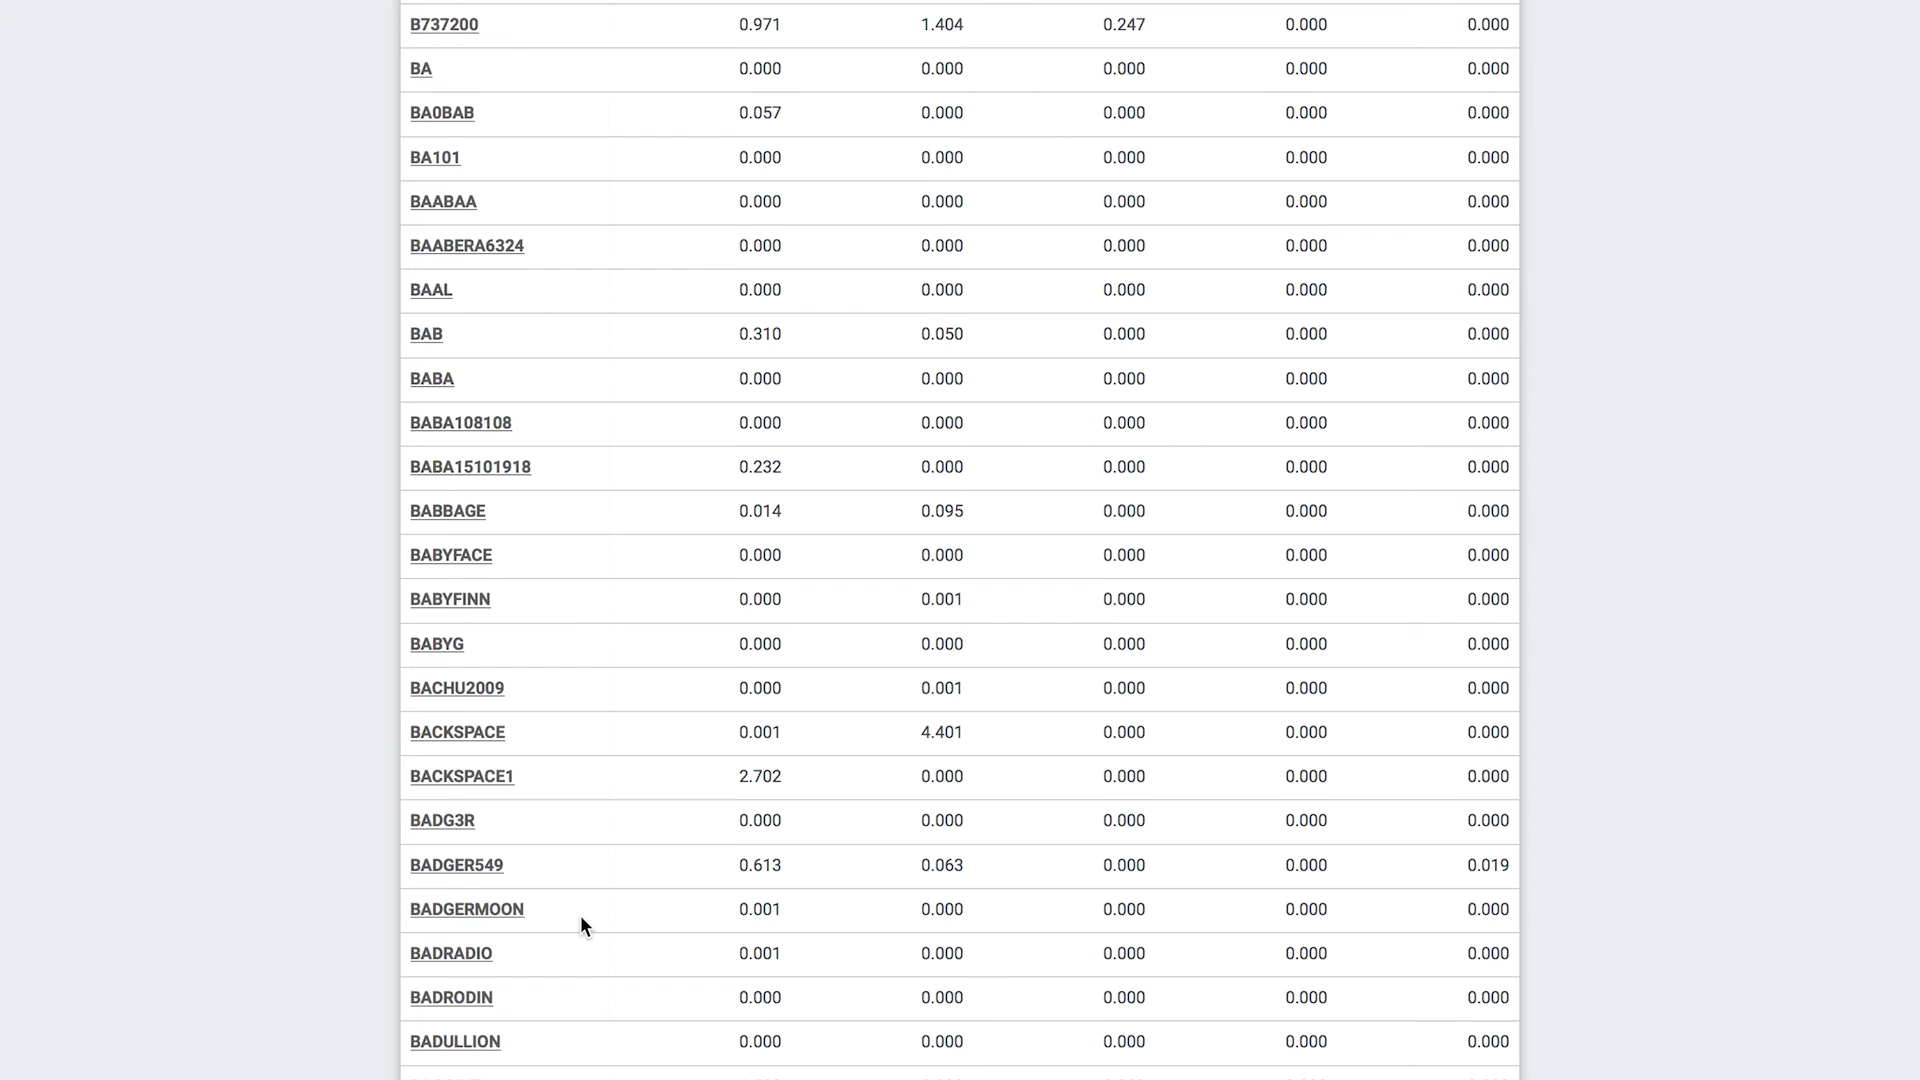 B737200 0.971 1.404 0.247 0.000 0.000
BA 0.000 0.000 0.000 0.000 0.000
BA0BAB 0.057 0.000 0.000 0.000 0.000
BA101 0.000 0.000 0.000 0.000 0.000
BAABAA 0.000 0.000 0.000 0.000 0.000
BAABERA6324 0.000 0.000 0.000 0.000 0.000
BAAL 0.000 0.000 0.000 0.000 0.000
BAB 0.310 0.050 0.000 0.000 0.000
BABA 0.000 0.000 0.000 0.000 0.000
BABA108108 0.000 0.000 0.000 0.000 0.000
BABA15101918 0.232 0.000 0.000 0.000 0.000
BABBAGE 0.014 0.095 0.000 0.000 0.000
BABYFACE 0.000 0.000 0.000 0.000 0.000
BABYFINN 0.000 0.001 0.000 0.000 0.000
BABYG 0.000 0.000 0.000 0.000 0.000
BACHU2009 0.000 0.001 0.000 0.000 0.000
BACKSPACE 0.001 4.401 0.000 0.000 0.000
BACKSPACE1 2.702 0.000 0.000 0.000 0.000
BADG3R 0.000 0.000 0.000 0.000 0.000
BADGER549 0.613 0.063 0.000 0.000 0.019
BADGERMOON 0.001 0.000 0.000 0.000 0.000
BADRADIO 0.001 0.000 0.000 0.000 0.000
BADRODIN 0.000 0.000 0.000 0.000 0.000
BADULLION 0.000 0.000 0.000 0.000 0.000